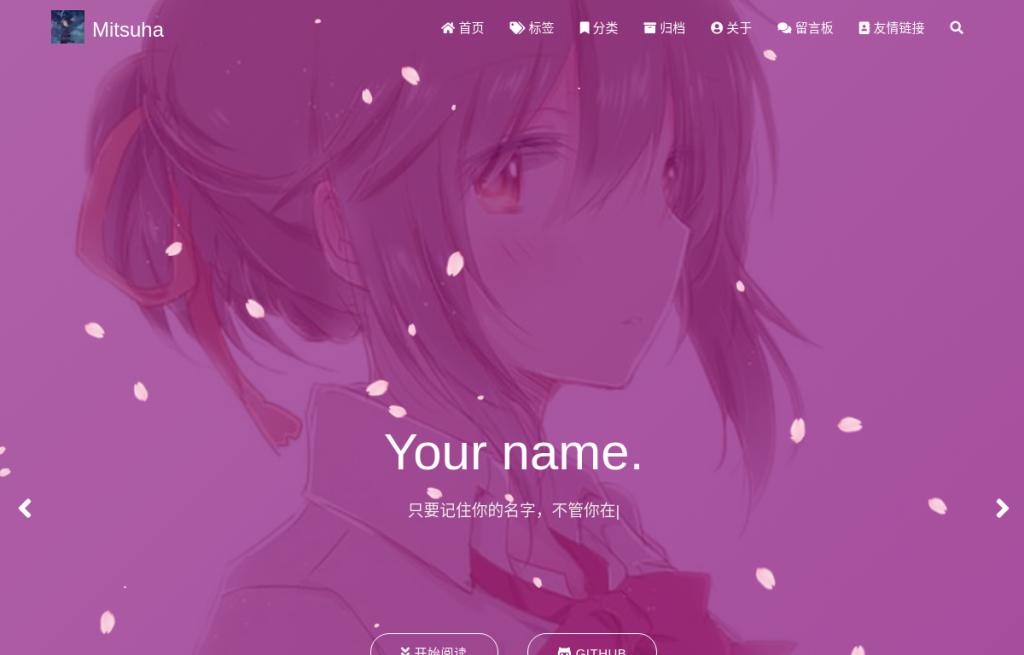 Mitsuha 首页 标签 分类 归档 关于 留言板 友情链接
Your name.
只要记住你的名字，不管你在|
开始阅读 GITHUB